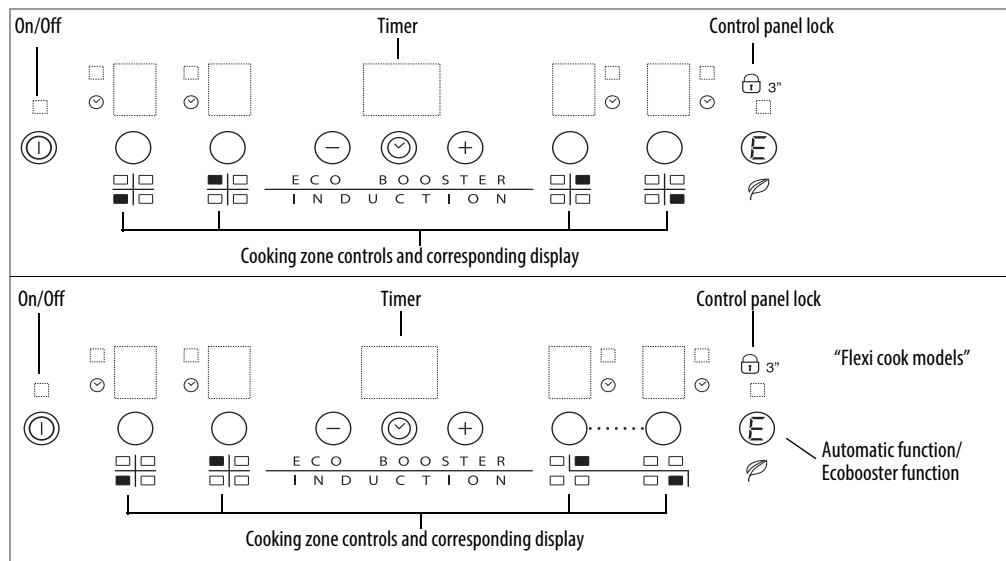 On/Off
Timer
Control panel lock
3”
E
ECO BOOSTER
INDUCTION
Cooking zone controls and corresponding display
On/Off
Timer
Control panel lock
“Flexi cook models”
3”
E
Automatic function/
Ecobooster function
ECO BOOSTER
INDUCTION
Cooking zone controls and corresponding display